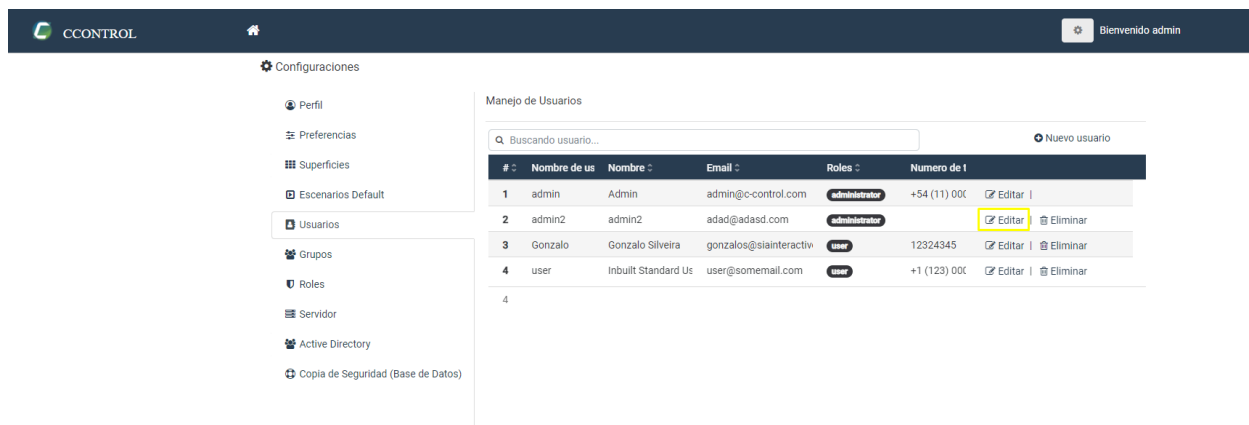 CCONTROL
Bienvenido admin
Configuraciones
Perfil
Preferencias
Superficies
Escenarios Default
Usuarios
Grupos
Roles
Servidor
Active Directory
Copia de Seguridad (Base de Datos)
Manejo de Usuarios
Buscando usuario...
Nuevo usuario
# Nombre de us Nombre Email Roles Numero de t
1 admin Admin admin@c-control.com administrator +54 (11) 000 Editar |
2 admin2 admin2 adad@adasd.com administrator Editar | Eliminar
3 Gonzalo Gonzalo Silveira gonzalos@siainteractiv user 12324345 Editar | Eliminar
4 user Inbuilt Standard Us user@somemail.com user +1 (123) 000 Editar | Eliminar
4